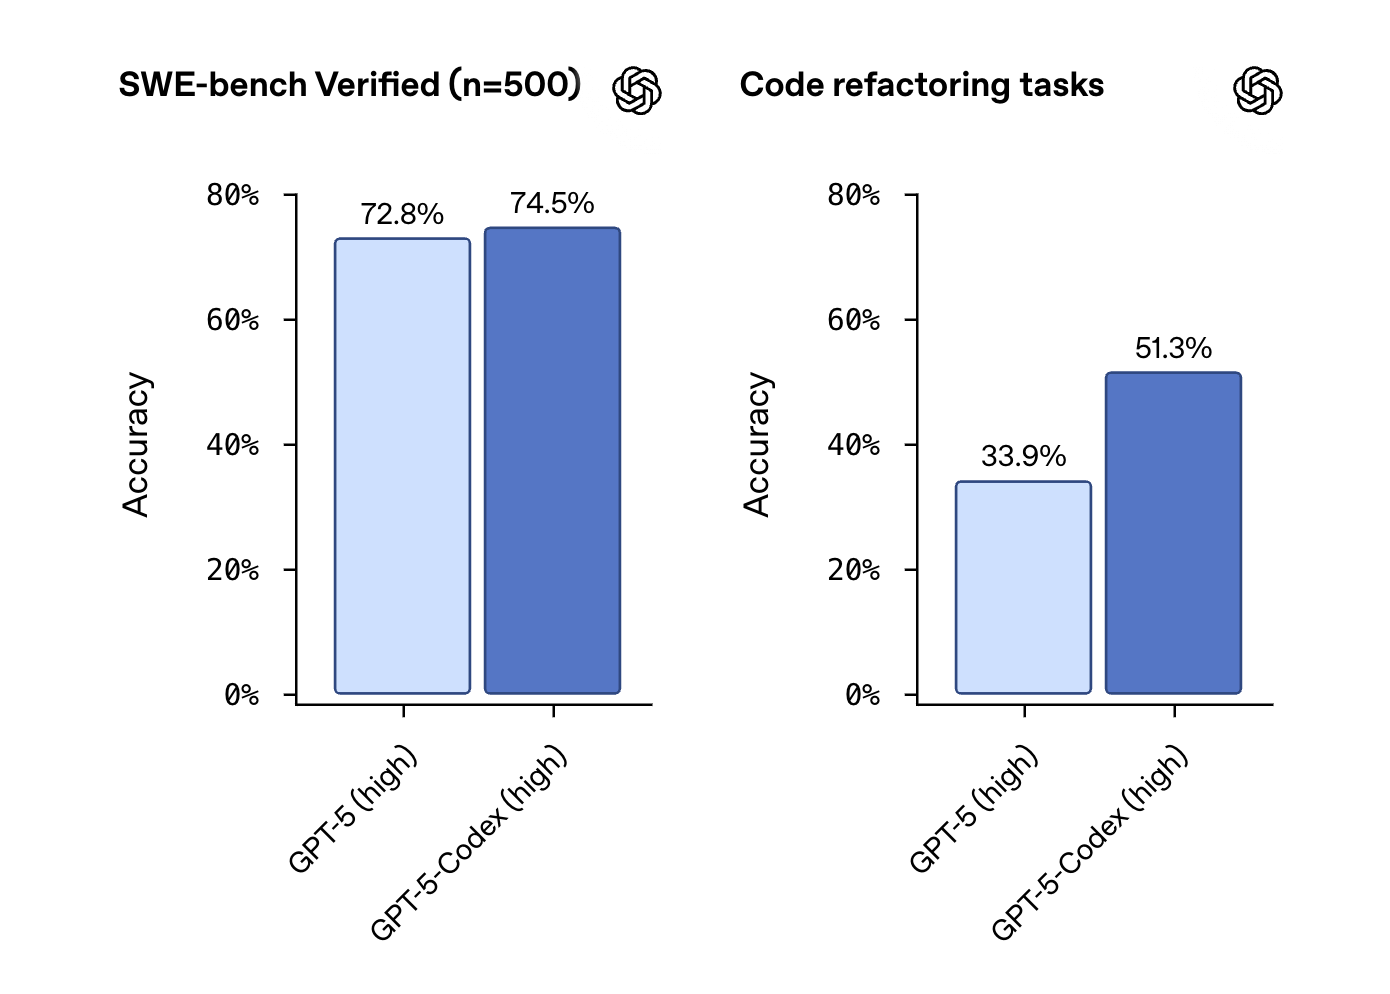 SWE-bench Verified (n=500)
80%
60%
40%
20%
0%
Accuracy
72.8%
74.5%
GPT-5 (high)
GPT-5-Codex (high)
Code refactoring tasks
80%
60%
40%
20%
0%
Accuracy
33.9%
51.3%
GPT-5 (high)
GPT-5-Codex (high)